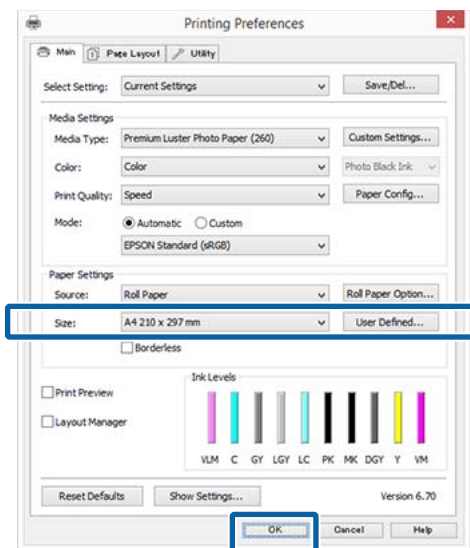 Printing Preferences
Main Page Layout Utility
Select Setting: Current Settings Save/Del...
Media Settings
Media Type: Premium Luster Photo Paper (260) Custom Settings...
Color: Color Photo Black Ink
Print Quality: Speed Paper Config...
Mode: Automatic Custom
EPSON Standard (sRGB)
Paper Settings
Source: Roll Paper Roll Paper Option...
Size: A4 210 x 297 mm User Defined...
Borderless
Ink Levels
Print Preview
Layout Manager
VLM C GY LGY LC PK MK DGY Y VM
Reset Defaults Show Settings... Version 6.70
OK Cancel Help